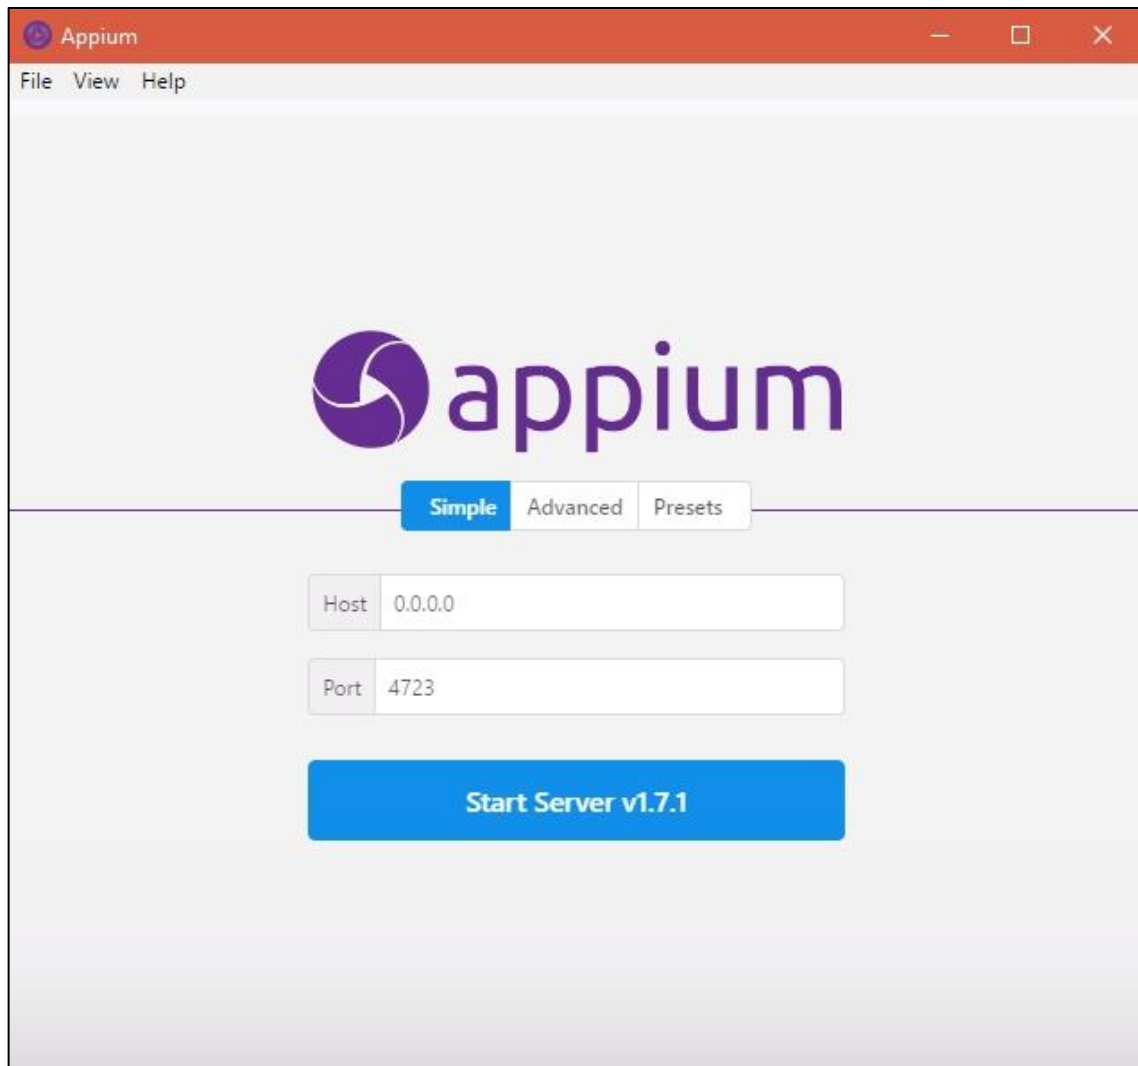 Appium
File View Help
appium
Simple Advanced Presets
Host 0.0.0.0
Port 4723
Start Server v1.7.1